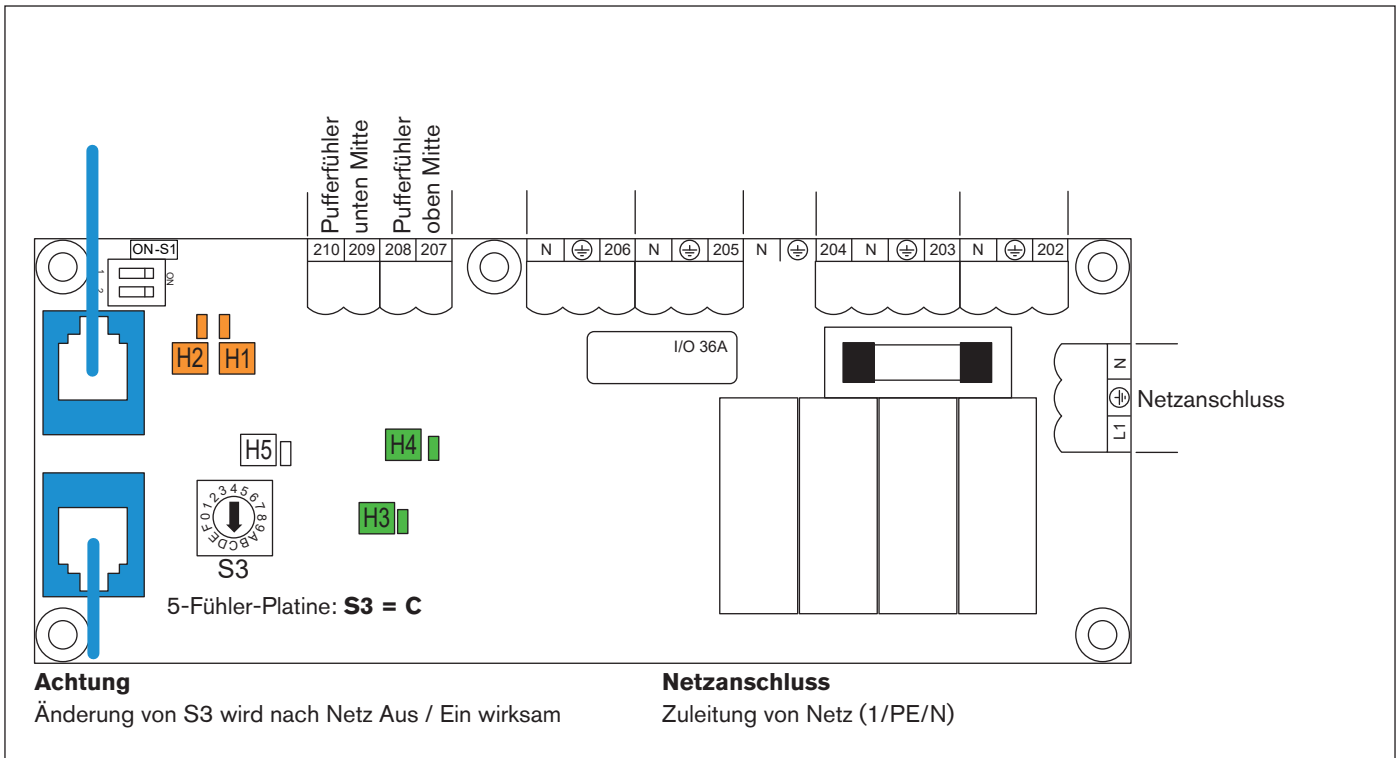 Pufferfühler
unten Mitte
Pufferfühler
oben Mitte
ON-S1
210 209 208 207
N 206 N 205 N 204 N 203 N 202
1
2
ON
H2 H1
I/O 36A
N
L1
Netzanschluss
H5
H4
H3
0123456789ABCDEF
S3
5-Fühler-Platine: S3 = C
Achtung
Änderung von S3 wird nach Netz Aus / Ein wirksam
Netzanschluss
Zuleitung von Netz (1/PE/N)